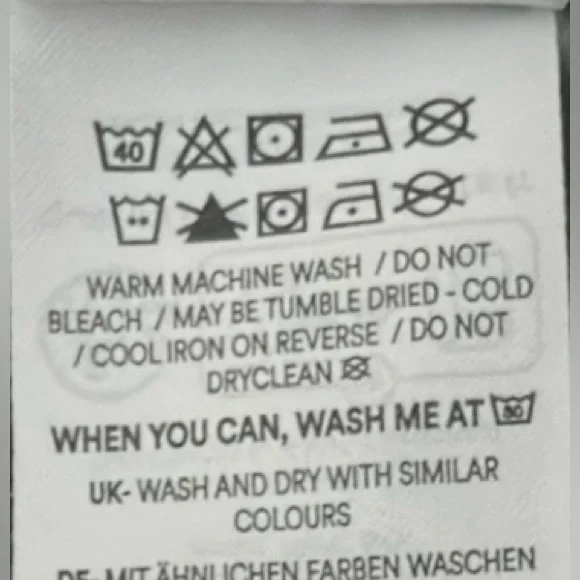 40
WARM MACHINE WASH / DO NOT
BLEACH / MAY BE TUMBLE DRIED - COLD
/ COOL IRON ON REVERSE / DO NOT
DRYCLEAN
WHEN YOU CAN, WASH ME AT 30
UK- WASH AND DRY WITH SIMILAR
COLOURS
DE- MIT ÄHNLICHEN FARBEN WASCHEN